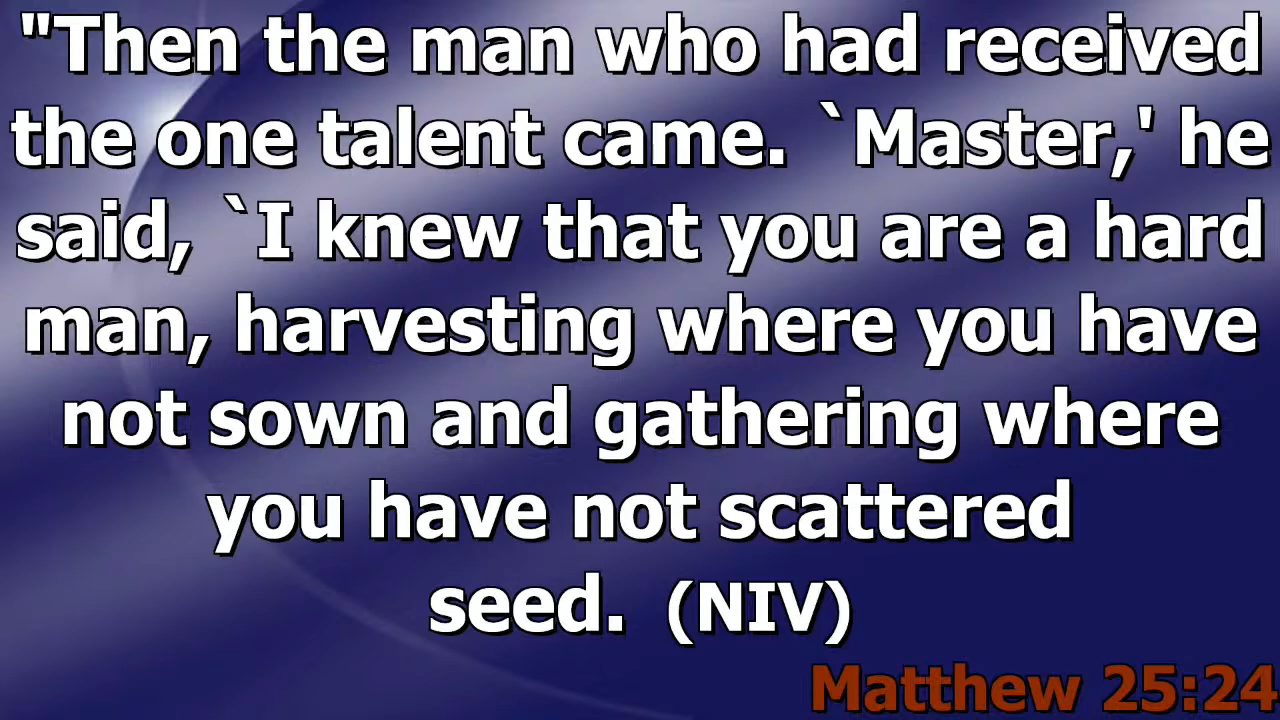 "Then the man who had received
the one talent came. `Master,' he
said, `I knew that you are a hard
man, harvesting where you have
not sown and gathering where
you have not scattered
seed. (NIV)
Matthew 25:24